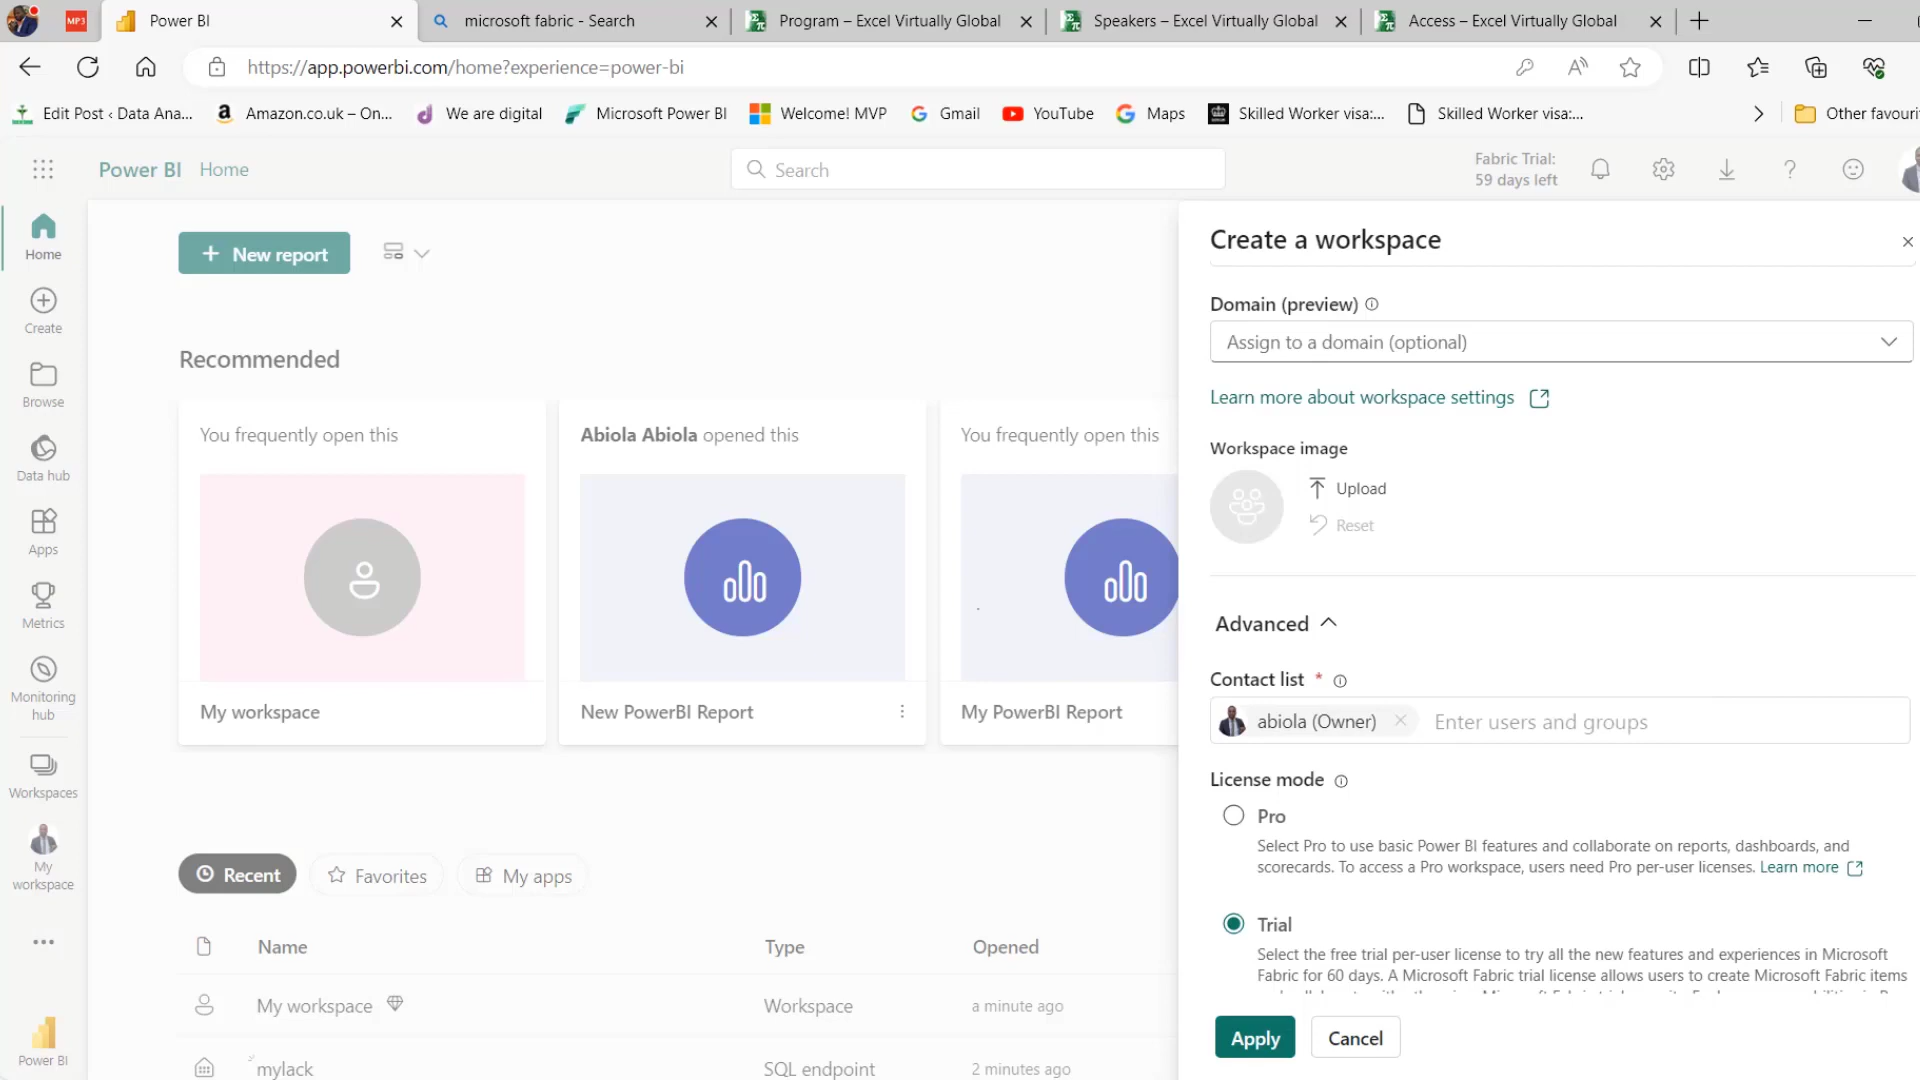 MP3
Power BI
microsoft fabric - Search
Program – Excel Virtually Global
Speakers – Excel Virtually Global
Access – Excel Virtually Global
https://app.powerbi.com/home?experience=power-bi
Edit Post ‹ Data Ana...
Amazon.co.uk – On...
We are digital
Microsoft Power BI
Welcome! MVP
Gmail
YouTube
Maps
Skilled Worker visa:...
Skilled Worker visa:...
Other favouri
Power BI
Home
Search
Fabric Trial:
59 days left
Home
Create
Browse
Data hub
Apps
Metrics
Monitoring
hub
Workspaces
My
workspace
Power BI
New report
Recommended
You frequently open this
My workspace
Abiola Abiola opened this
New PowerBI Report
You frequently open this
My PowerBI Report
Recent
Favorites
My apps
Name
Type
Opened
My workspace
Workspace
a minute ago
mylack
SQL endpoint
2 minutes ago
Create a workspace
Domain (preview)
Assign to a domain (optional)
Learn more about workspace settings
Workspace image
Upload
Reset
Advanced
Contact list *
abiola (Owner)
Enter users and groups
License mode
Pro
Select Pro to use basic Power BI features and collaborate on reports, dashboards, and
scorecards. To access a Pro workspace, users need Pro per-user licenses. Learn more
Trial
Select the free trial per-user license to try all the new features and experiences in Microsoft
Fabric for 60 days. A Microsoft Fabric trial license allows users to create Microsoft Fabric items
Apply
Cancel